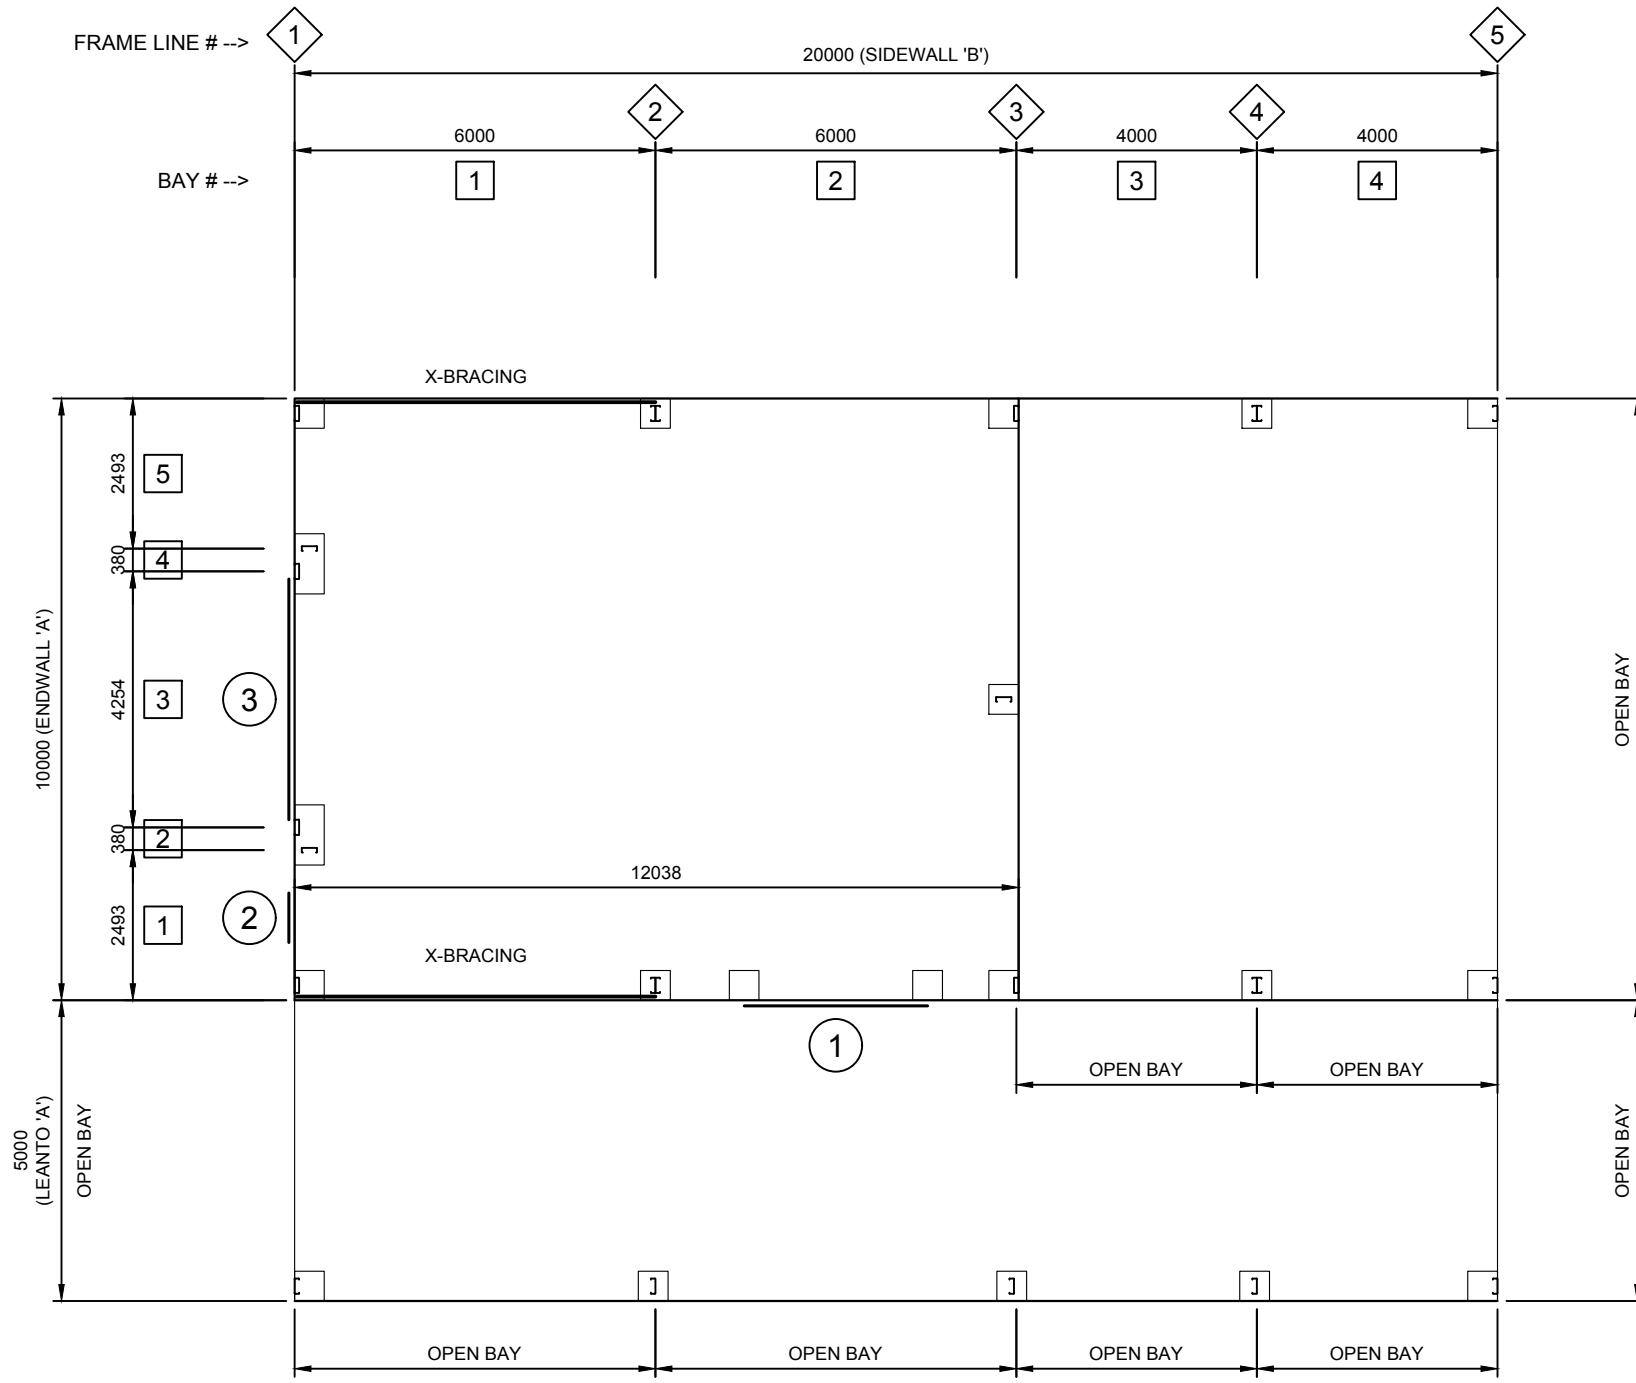 FRAME LINE # -->
1
5
20000 (SIDEWALL 'B')
2
3
4
6000
6000
4000
4000
BAY # -->
1
2
3
4
X-BRACING
2493
5
380
4
10000 (ENDWALL 'A')
4254
3
3
OPEN BAY
380
2
12038
2493
1
2
X-BRACING
1
OPEN BAY
OPEN BAY
5000
(LEANTO 'A')
OPEN BAY
OPEN BAY
OPEN BAY
OPEN BAY
OPEN BAY
OPEN BAY